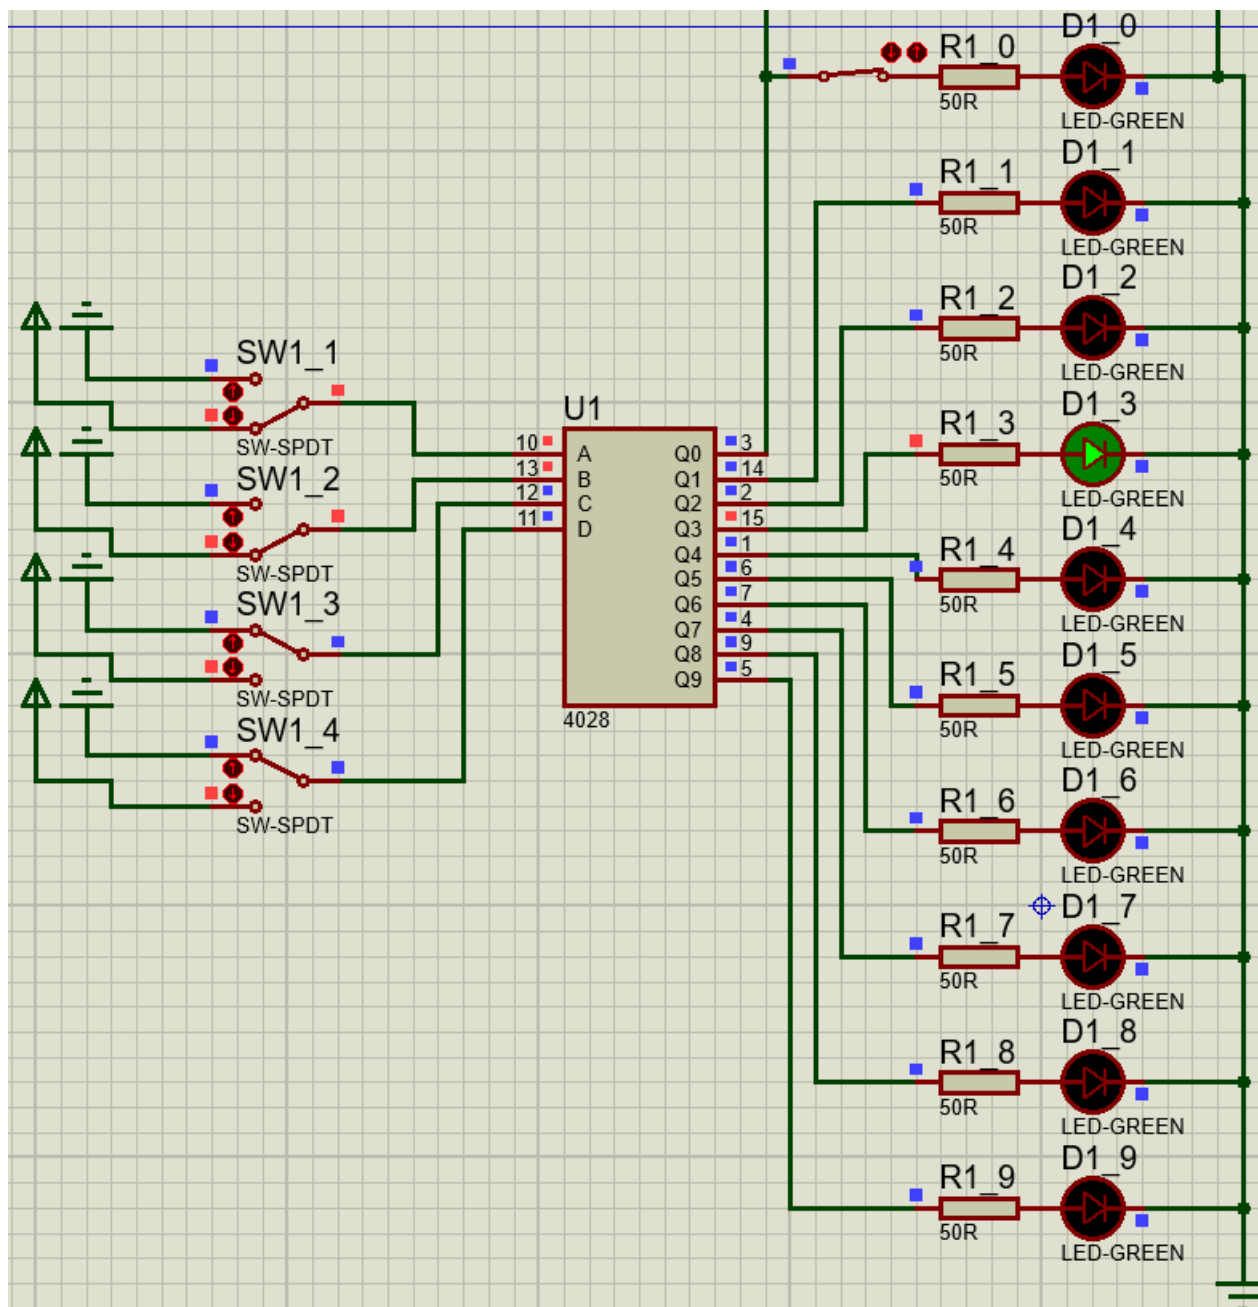 D1_0
R1_0
50R
LED-GREEN
D1_1
R1_1
50R
LED-GREEN
D1_2
R1_2
50R
LED-GREEN
SW1_1
SW-SPDT
SW1_2
SW-SPDT
SW1_3
SW-SPDT
SW1_4
SW-SPDT
U1
10 A Q0 3
13 B Q1 14
12 C Q2 2
11 D Q3 15
Q4 1
Q5 6
Q6 7
Q7 4
Q8 9
Q9 5
4028
D1_3
R1_3
50R
LED-GREEN
D1_4
R1_4
50R
LED-GREEN
D1_5
R1_5
50R
LED-GREEN
D1_6
R1_6
50R
LED-GREEN
D1_7
R1_7
50R
LED-GREEN
D1_8
R1_8
50R
LED-GREEN
D1_9
R1_9
50R
LED-GREEN